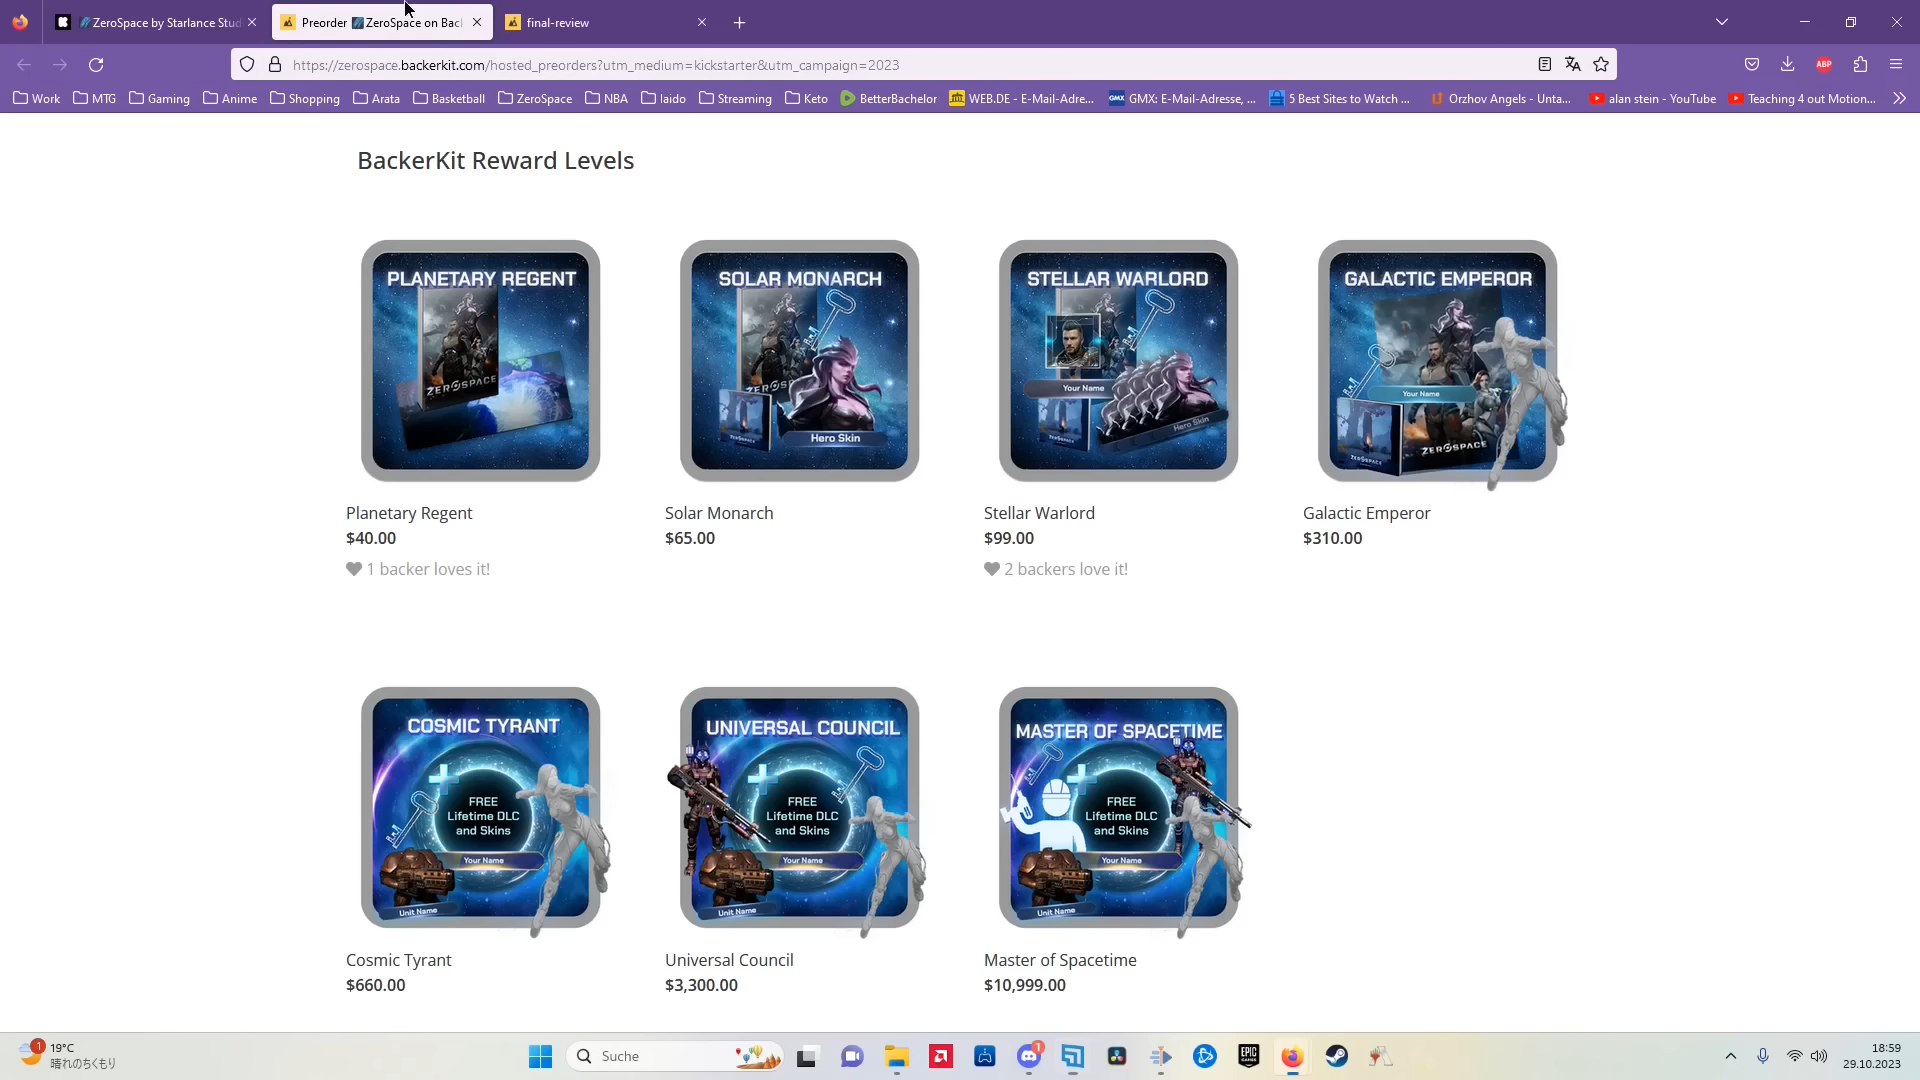 ZeroSpace by Starlance Stud
Preorder ZeroSpace on Bac
final-review
https://zerospace.backerkit.com/hosted_preorders?utm_medium=kickstarter&utm_campaign=2023
ABP
Work MTG Gaming Anime Shopping Arata Basketball ZeroSpace NBA Iaido Streaming Keto BetterBachelor WEB.DE - E-Mail-Adre... GMX: E-Mail-Adresse, ... 5 Best Sites to Watch ... Orzhov Angels - Unta... alan stein - YouTube Teaching 4 out Motion...
BackerKit Reward Levels
PLANETARY REGENT
ZEROSPACE
SOLAR MONARCH
ZEROSPACE
Hero Skin
STELLAR WARLORD
Your Name
ZEROSPACE
Hero Skin
GALACTIC EMPEROR
Your Name
ZEROSPACE
ZEROSPACE
Planetary Regent
$40.00
1 backer loves it!
Solar Monarch
$65.00
Stellar Warlord
$99.00
2 backers love it!
Galactic Emperor
$310.00
COSMIC TYRANT
FREE
Lifetime DLC
and Skins
Your Name
Unit Name
UNIVERSAL COUNCIL
FREE
Lifetime DLC
and Skins
Your Name
Unit Name
MASTER OF SPACETIME
FREE
Lifetime DLC
and Skins
Your Name
Unit Name
Cosmic Tyrant
$660.00
Universal Council
$3,300.00
Master of Spacetime
$10,999.00
1
19°C
晴れのちくもり
Suche
1
EPIC
GAMES
18:59
29.10.2023